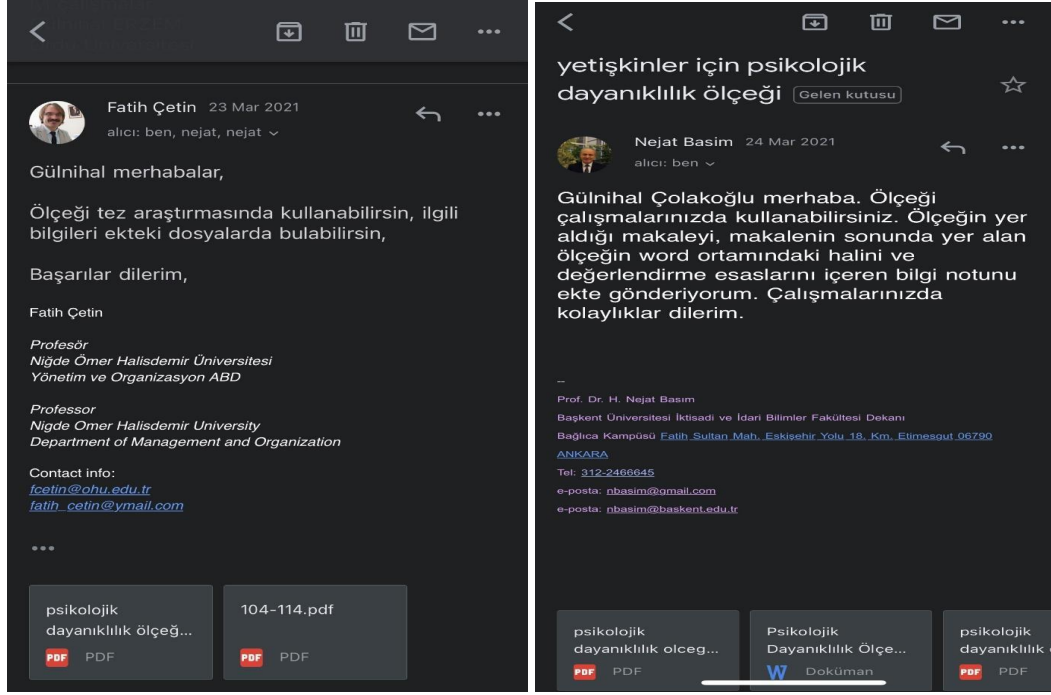 Fatih Çetin 23 Mar 2021
alıcı: ben, nejat, nejat
Gülnihal merhabalar,
Ölçeği tez araştırmasında kullanabilirsin, ilgili
bilgileri ekteki dosyalarda bulabilirsin,
Başarılar dilerim,
Fatih Çetin
Profesör
Niğde Ömer Halisdemir Üniversitesi
Yönetim ve Organizasyon ABD
Professor
Nigde Omer Halisdemir University
Department of Management and Organization
Contact info:
fcetin@ohu.edu.tr
fatih_cetin@ymail.com
psikolojik
dayanıklılık ölçeğ...
PDF PDF
104-114.pdf
PDF PDF
yetişkinler için psikolojik
dayanıklılık ölçeği Gelen kutusu
Nejat Basim 24 Mar 2021
alıcı: ben
Gülnihal Çolakoğlu merhaba. Ölçeği
çalışmalarınızda kullanabilirsiniz. Ölçeğin yer
aldığı makaleyi, makalenin sonunda yer alan
ölçeğin word ortamındaki halini ve
değerlendirme esaslarını içeren bilgi notunu
ekte gönderiyorum. Çalışmalarınızda
kolaylıklar dilerim.
--
Prof. Dr. H. Nejat Basım
Başkent Üniversitesi İktisadi ve İdari Bilimler Fakültesi Dekanı
Bağlıca Kampüsü Fatih Sultan Mah. Eskişehir Yolu 18. Km. Etimesgut 06790
ANKARA
Tel: 312-2466645
e-posta: nbasim@gmail.com
e-posta: nbasim@baskent.edu.tr
psikolojik
dayanıklılık olceg...
PDF PDF
Psikolojik
Dayanıklılık Ölçe...
W Doküman
psikolojik
dayanıklılık
PDF PDF